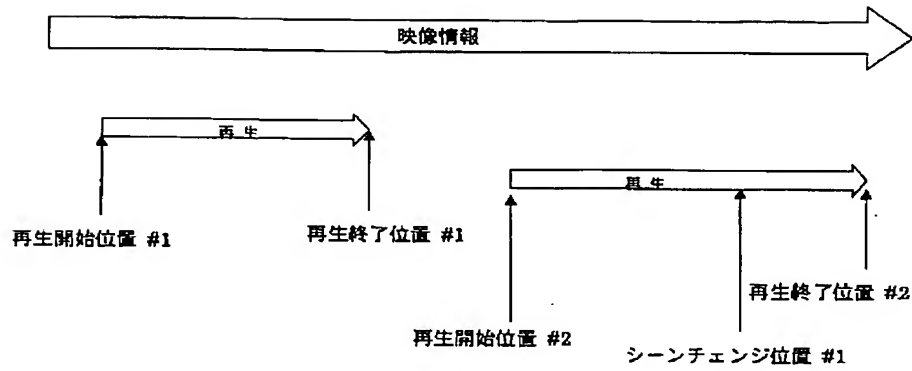 映像情報
再生
再生
再生開始位置 #1
再生終了位置 #1
再生終了位置 #2
再生開始位置 #2
シーンチェンジ位置 #1